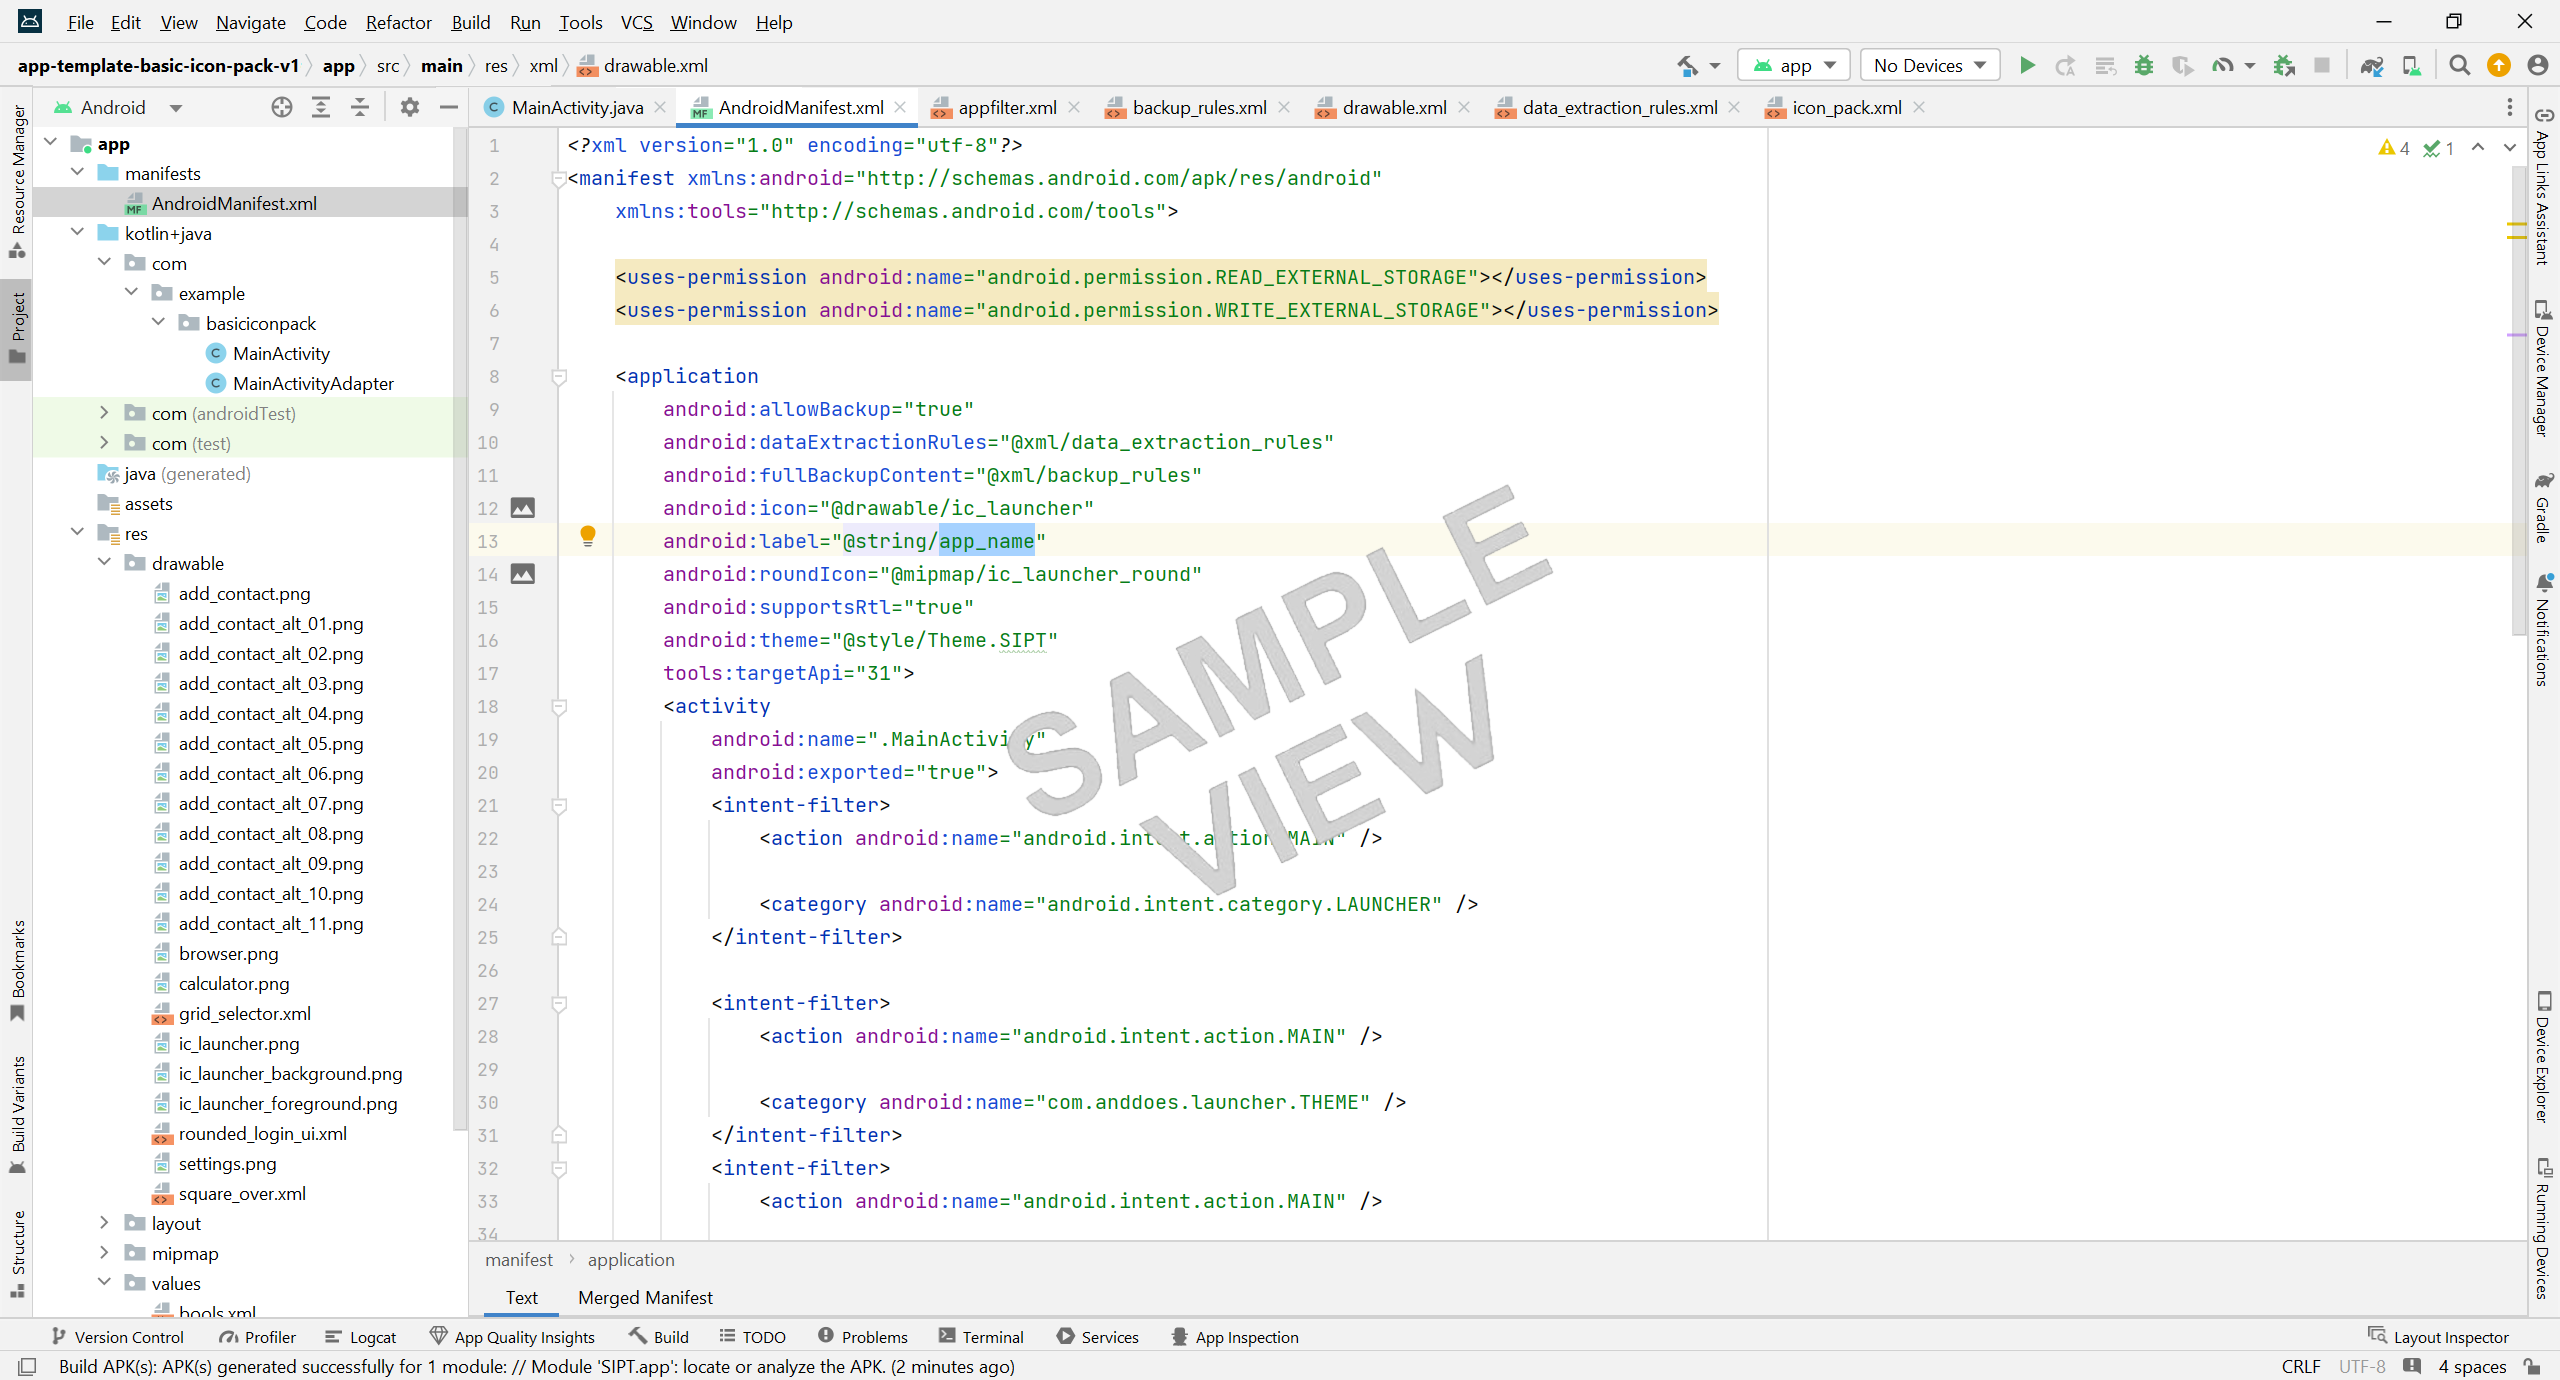 File Edit View Navigate Code Refactor Build Run Tools VCS Window Help
app-template-basic-icon-pack-v1 app src main res xml drawable.xml
app No Devices
Android
MainActivity.java AndroidManifest.xml appfilter.xml backup_rules.xml drawable.xml data_extraction_rules.xml icon_pack.xml
Resource Manager
Project
Bookmarks
Build Variants
Structure
app
manifests
AndroidManifest.xml
kotlin+java
com
example
basiciconpack
MainActivity
MainActivityAdapter
com (androidTest)
com (test)
java (generated)
assets
res
drawable
add_contact.png
add_contact_alt_01.png
add_contact_alt_02.png
add_contact_alt_03.png
add_contact_alt_04.png
add_contact_alt_05.png
add_contact_alt_06.png
add_contact_alt_07.png
add_contact_alt_08.png
add_contact_alt_09.png
add_contact_alt_10.png
add_contact_alt_11.png
browser.png
calculator.png
grid_selector.xml
ic_launcher.png
ic_launcher_background.png
ic_launcher_foreground.png
rounded_login_ui.xml
settings.png
square_over.xml
layout
mipmap
values
bools.xml
4 1
1 <?xml version="1.0" encoding="utf-8"?>
2 <manifest xmlns:android="http://schemas.android.com/apk/res/android"
3 xmlns:tools="http://schemas.android.com/tools">
4
5 <uses-permission android:name="android.permission.READ_EXTERNAL_STORAGE"></uses-permission>
6 <uses-permission android:name="android.permission.WRITE_EXTERNAL_STORAGE"></uses-permission>
7
8 <application
9 android:allowBackup="true"
10 android:dataExtractionRules="@xml/data_extraction_rules"
11 android:fullBackupContent="@xml/backup_rules"
12 android:icon="@drawable/ic_launcher"
13 android:label="@string/app_name"
14 android:roundIcon="@mipmap/ic_launcher_round"
15 android:supportsRtl="true"
16 android:theme="@style/Theme.SIPT"
17 tools:targetApi="31">
18 <activity
19 android:name=".MainActivity"
20 android:exported="true">
21 <intent-filter>
22 <action android:name="android.intent.action.MAIN" />
23
24 <category android:name="android.intent.category.LAUNCHER" />
25 </intent-filter>
26
27 <intent-filter>
28 <action android:name="android.intent.action.MAIN" />
29
30 <category android:name="com.anddoes.launcher.THEME" />
31 </intent-filter>
32 <intent-filter>
33 <action android:name="android.intent.action.MAIN" />
34
SAMPLE
VIEW
manifest application
Text Merged Manifest
App Links Assistant
Device Manager
Gradle
Notifications
Device Explorer
Running Devices
Version Control Profiler Logcat App Quality Insights Build TODO Problems Terminal Services App Inspection Layout Inspector
Build APK(s): APK(s) generated successfully for 1 module: // Module 'SIPT.app': locate or analyze the APK. (2 minutes ago) CRLF UTF-8 4 spaces